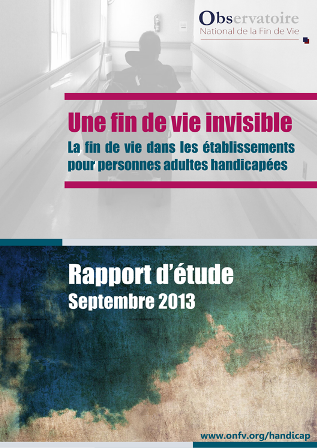 Observatoire
National de la Fin de Vie
Une fin de vie invisible
La fin de vie dans les établissements
pour personnes adultes handicapées
Rapport d'étude
Septembre 2013
www.onfv.org/handicap